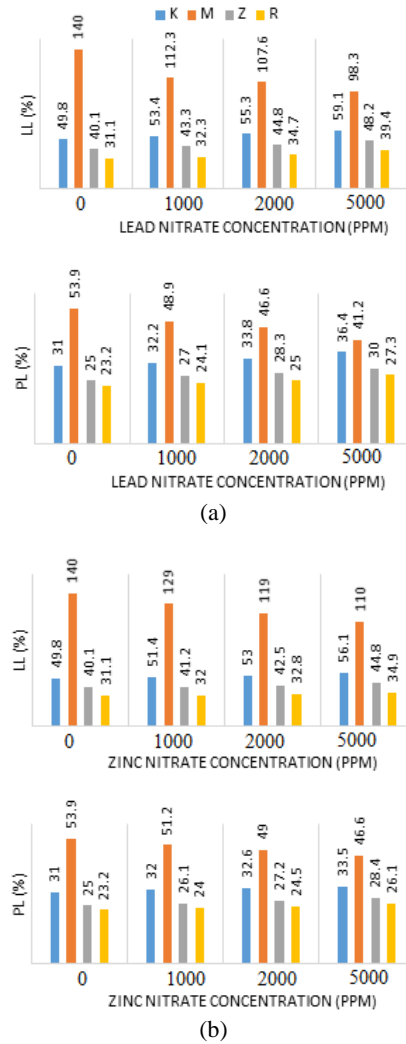 K M Z R
LL (%)
49.8 140 40.1 31.1 53.4 112.3 43.3 32.3 55.3 107.6 44.8 34.7 59.1 98.3 48.2 39.4
0 1000 2000 5000
LEAD NITRATE CONCENTRATION (PPM)
PL (%)
31 53.9 25 23.2 32.2 48.9 27 24.1 33.8 46.6 28.3 25 36.4 41.2 30 27.3
0 1000 2000 5000
LEAD NITRATE CONCENTRATION (PPM)
(a)
LL (%)
49.8 140 40.1 31.1 51.4 129 41.2 32 53 119 42.5 32.8 56.1 110 44.8 34.9
0 1000 2000 5000
ZINC NITRATE CONCENTRATION (PPM)
PL (%)
31 53.9 25 23.2 32 51.2 26.1 24 32.6 49 27.2 24.5 33.5 46.6 28.4 26.1
0 1000 2000 5000
ZINC NITRATE CONCENTRATION (PPM)
(b)